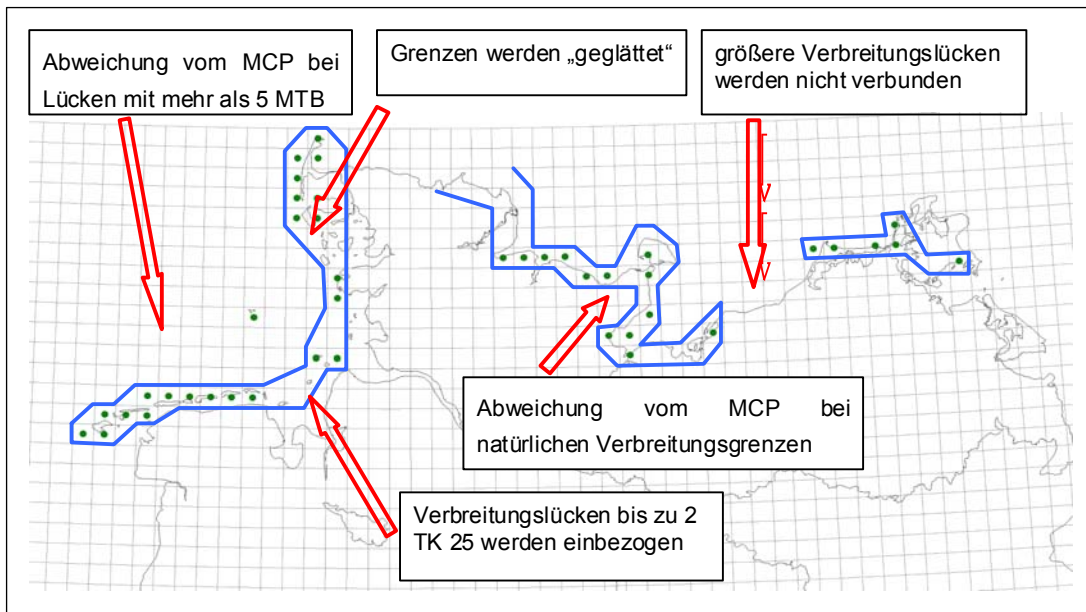 Abweichung vom MCP bei
Lücken mit mehr als 5 MTB
Grenzen werden „geglättet“
größere Verbreitungslücken
werden nicht verbunden
Abweichung vom MCP bei
natürlichen Verbreitungsgrenzen
Verbreitungslücken bis zu 2
TK 25 werden einbezogen